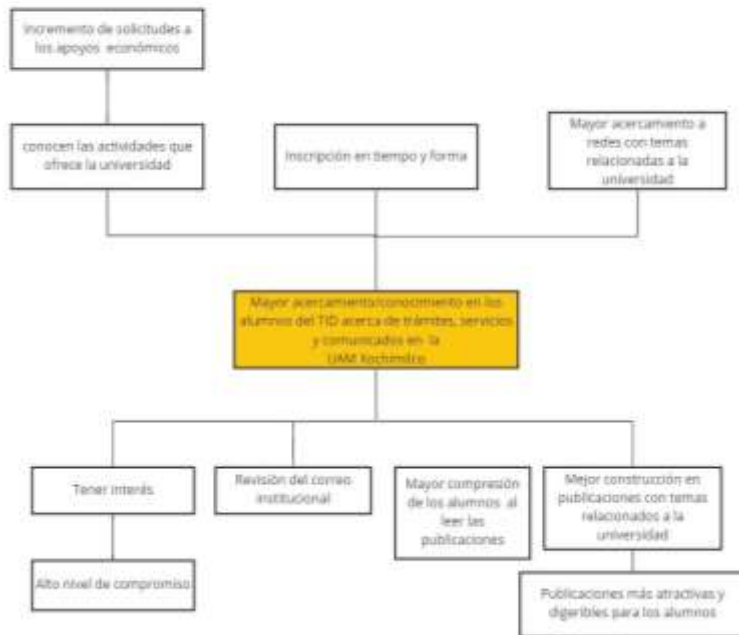 Incremento de solicitudes a
los apoyos económicos
conocen las actividades que
ofrece la universidad
Inscripción en tiempo y forma
Mayor acercamiento a
redes con temas
relacionadas a la
universidad
Mayor acercamiento/conocimiento en los
alumnos del TID acerca de trámites, servicios
y comunicados en la
UAM Xochimilco
Tener interés
Revisión del correo
institucional
Mayor compresión
de los alumnos al
leer las
publicaciones
Mejor construcción en
publicaciones con temas
relacionados a la
universidad
Alto nivel de compromiso
Publicaciones más atractivas y
digeribles para los alumnos